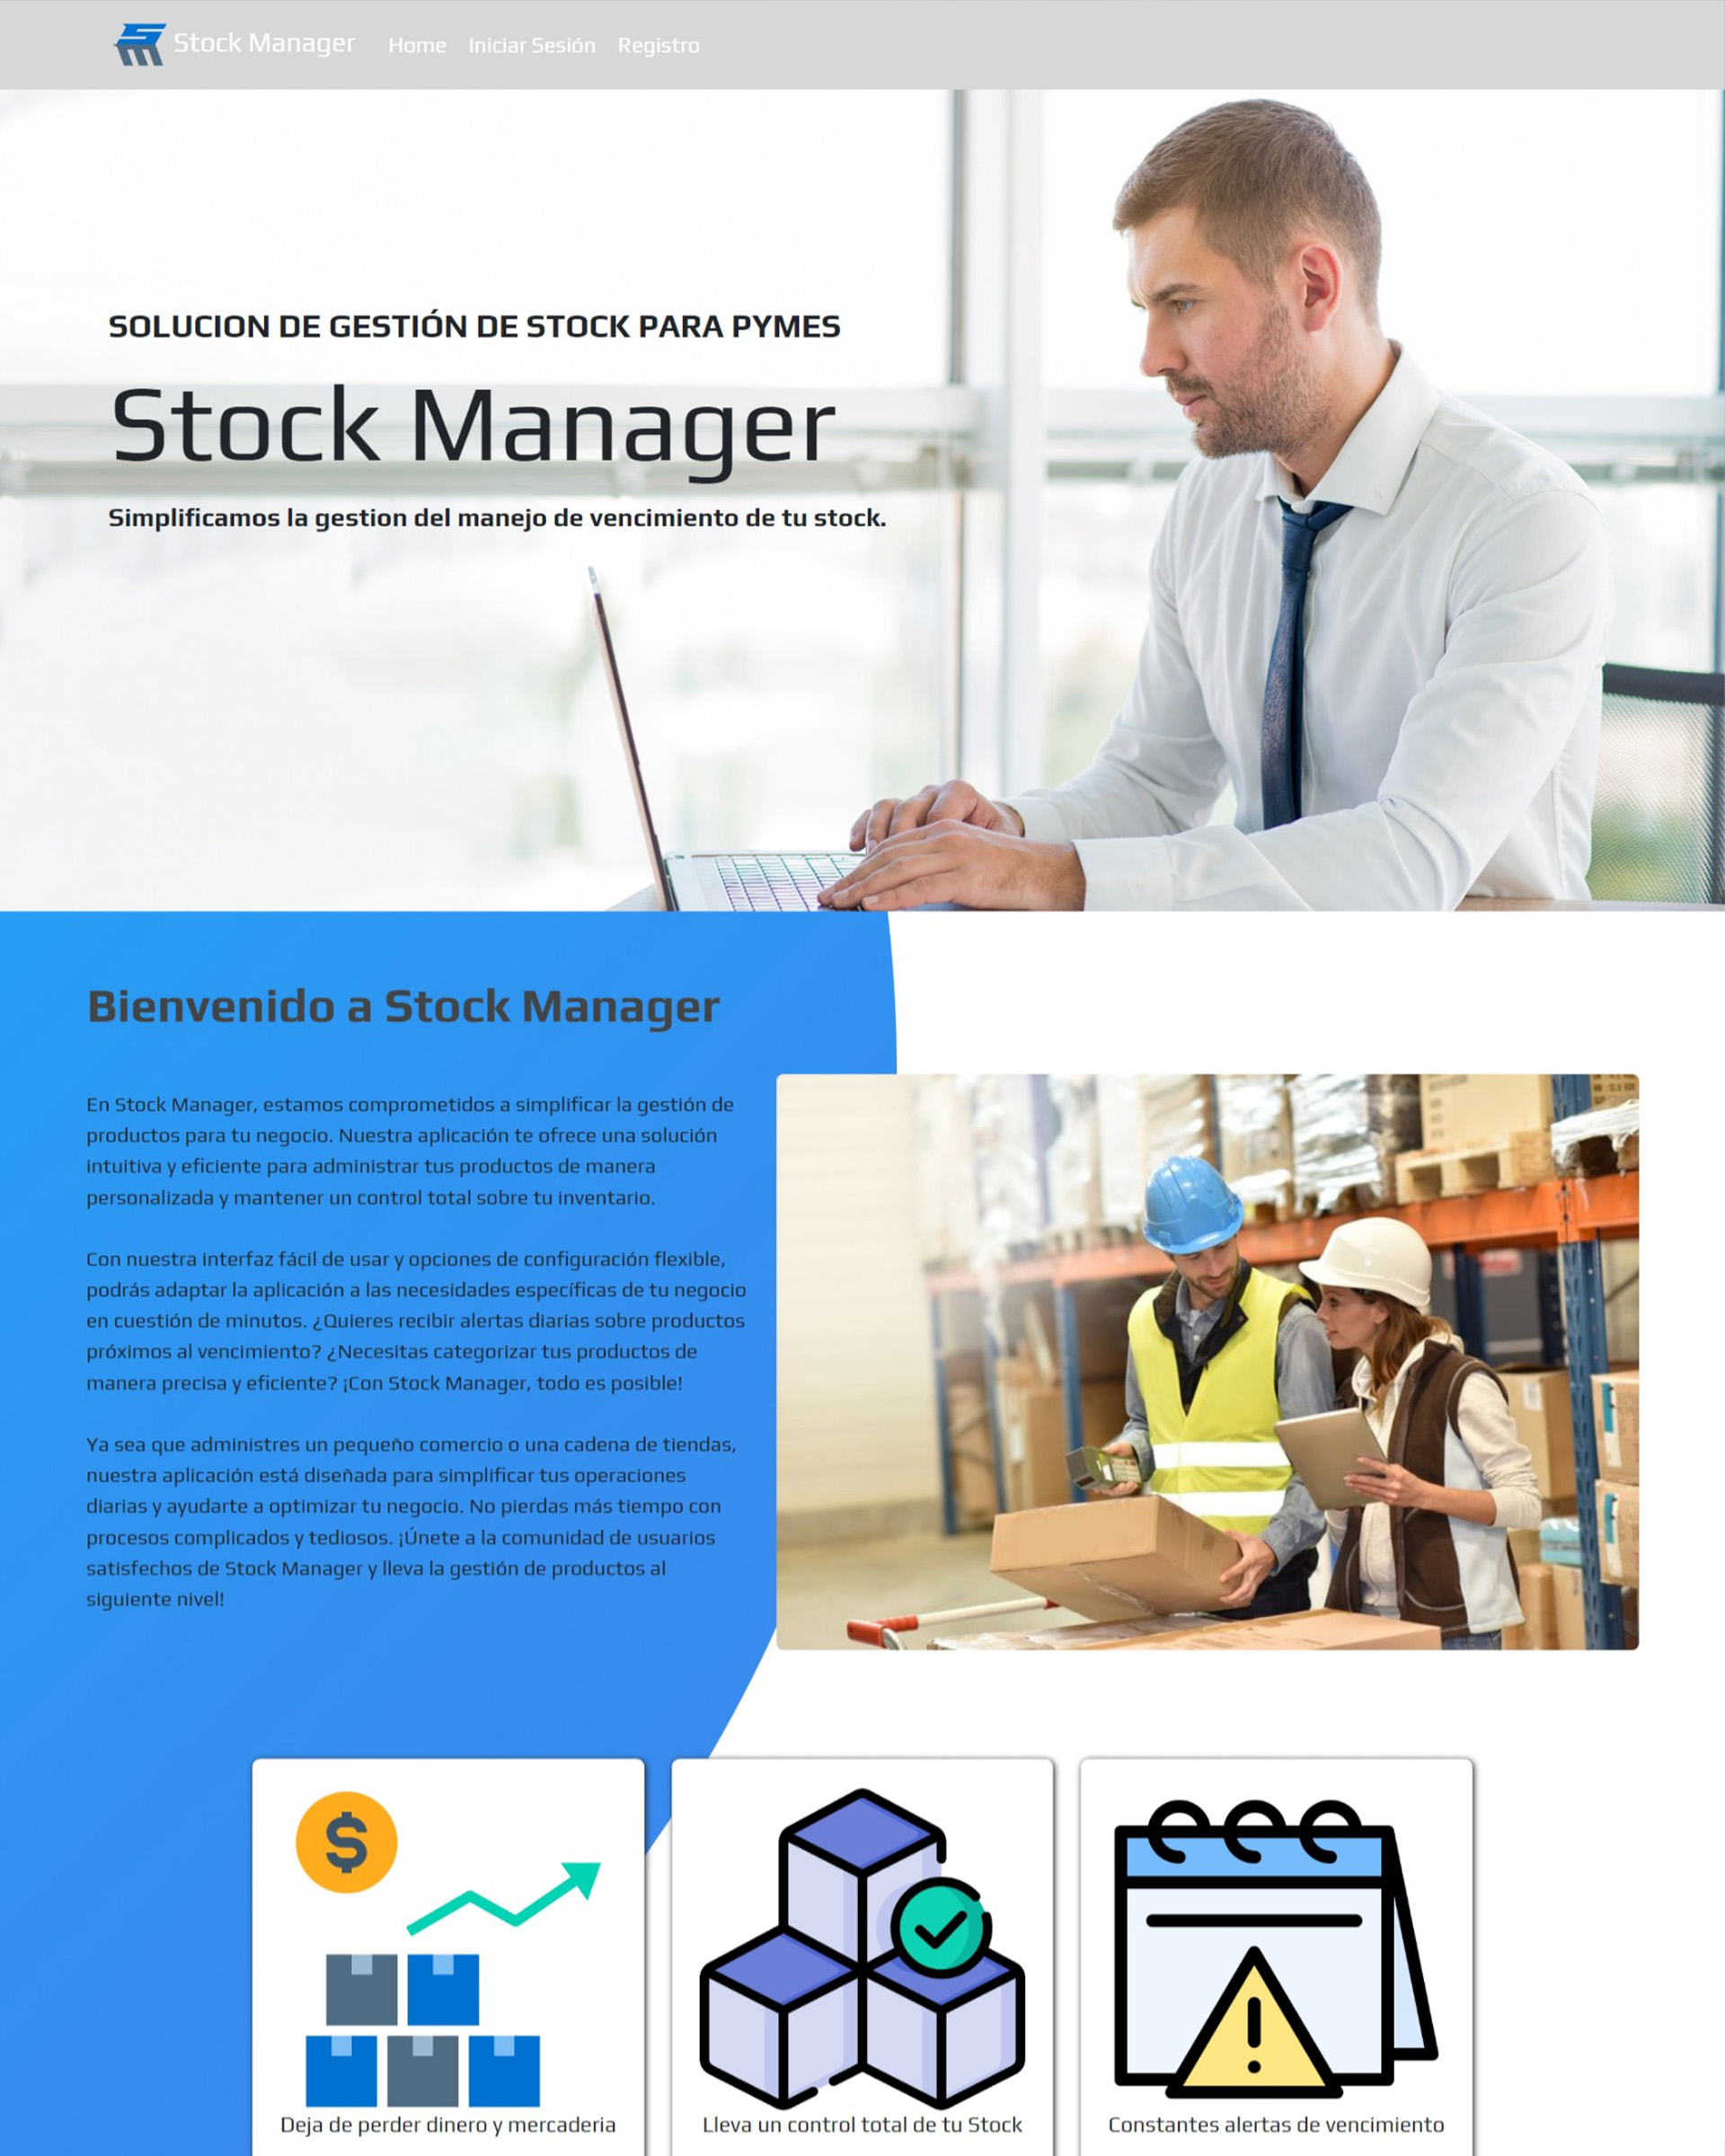 Stock Manager Home Iniciar Sesión Registro
SOLUCION DE GESTIÓN DE STOCK PARA PYMES
Stock Manager
Simplificamos la gestion del manejo de vencimiento de tu stock.
Bienvenido a Stock Manager
En Stock Manager, estamos comprometidos a simplificar la gestión de
productos para tu negocio. Nuestra aplicación te ofrece una solución
intuitiva y eficiente para administrar tus productos de manera
personalizada y mantener un control total sobre tu inventario.
Con nuestra interfaz fácil de usar y opciones de configuración flexible,
podrás adaptar la aplicación a las necesidades específicas de tu negocio
en cuestión de minutos. ¿Quieres recibir alertas diarias sobre productos
próximos al vencimiento? ¿Necesitas categorizar tus productos de
manera precisa y eficiente? ¡Con Stock Manager, todo es posible!
Ya sea que administres un pequeño comercio o una cadena de tiendas,
nuestra aplicación está diseñada para simplificar tus operaciones
diarias y ayudarte a optimizar tu negocio. No pierdas más tiempo con
procesos complicados y tediosos. ¡Únete a la comunidad de usuarios
satisfechos de Stock Manager y lleva la gestión de productos al
siguiente nivel!
$
Deja de perder dinero y mercaderia
Lleva un control total de tu Stock
!
Constantes alertas de vencimiento